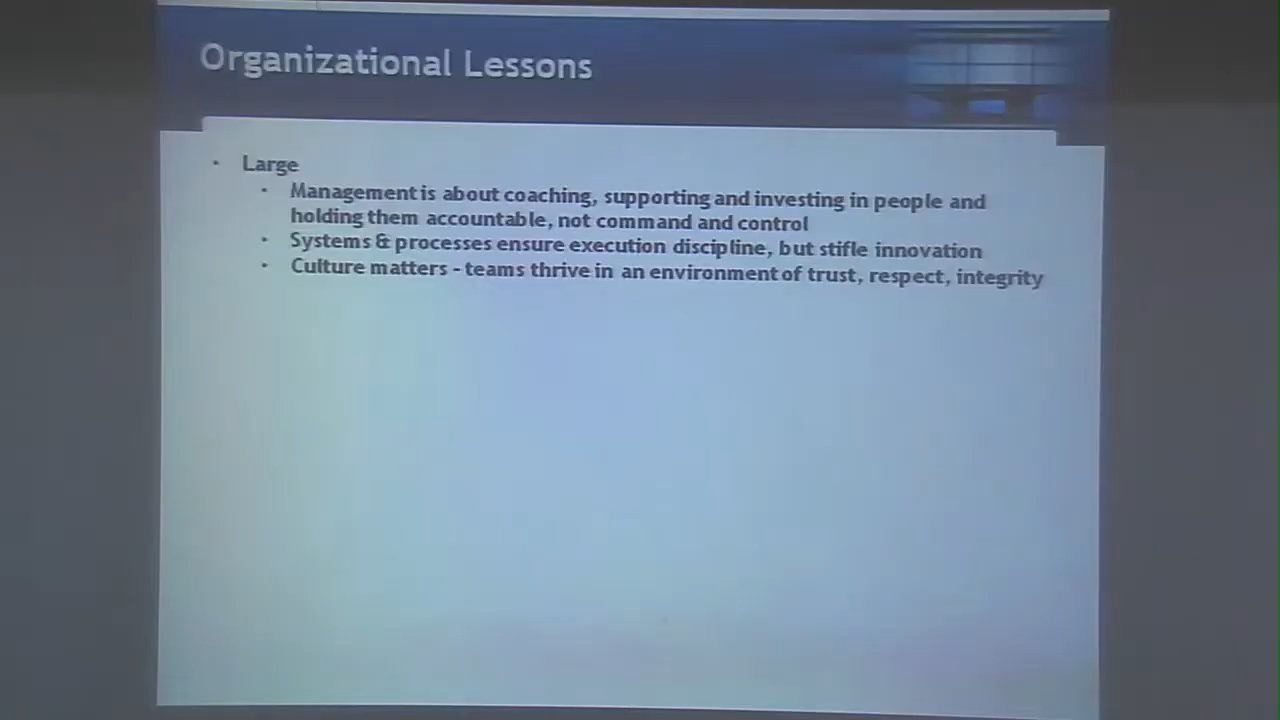 Organizational Lessons
• Large
• Management is about coaching, supporting and investing in people and
holding them accountable, not command and control
• Systems & processes ensure execution discipline, but stifle innovation
• Culture matters - teams thrive in an environment of trust, respect, integrity